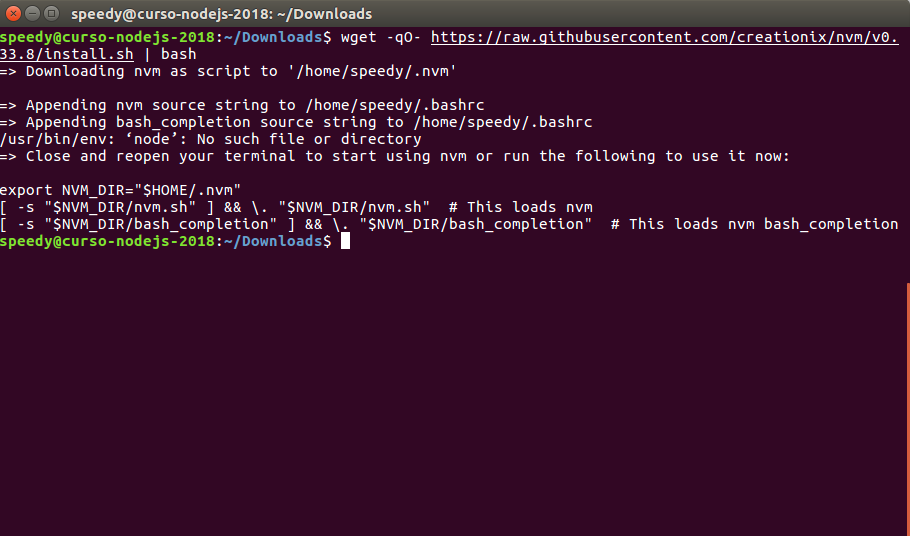 speedy@curso-nodejs-2018: ~/Downloads
speedy@curso-nodejs-2018:~/Downloads$ wget -qO- https://raw.githubusercontent.com/creationix/nvm/v0.
33.8/install.sh | bash
=> Downloading nvm as script to '/home/speedy/.nvm'
=> Appending nvm source string to /home/speedy/.bashrc
=> Appending bash_completion source string to /home/speedy/.bashrc
/usr/bin/env: ‘node’: No such file or directory
=> Close and reopen your terminal to start using nvm or run the following to use it now:
export NVM_DIR="$HOME/.nvm"
[ -s "$NVM_DIR/nvm.sh" ] && \. "$NVM_DIR/nvm.sh"  # This loads nvm
[ -s "$NVM_DIR/bash_completion" ] && \. "$NVM_DIR/bash_completion"  # This loads nvm bash_completion
speedy@curso-nodejs-2018:~/Downloads$